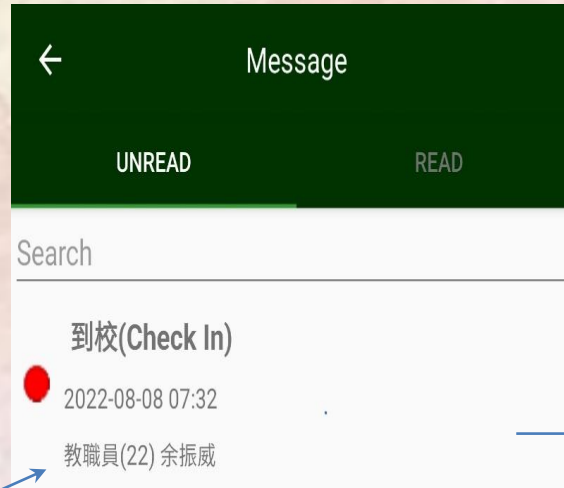 Message
UNREAD READ
Search
到校(Check In)
2022-08-08 07:32
教職員(22) 余振威